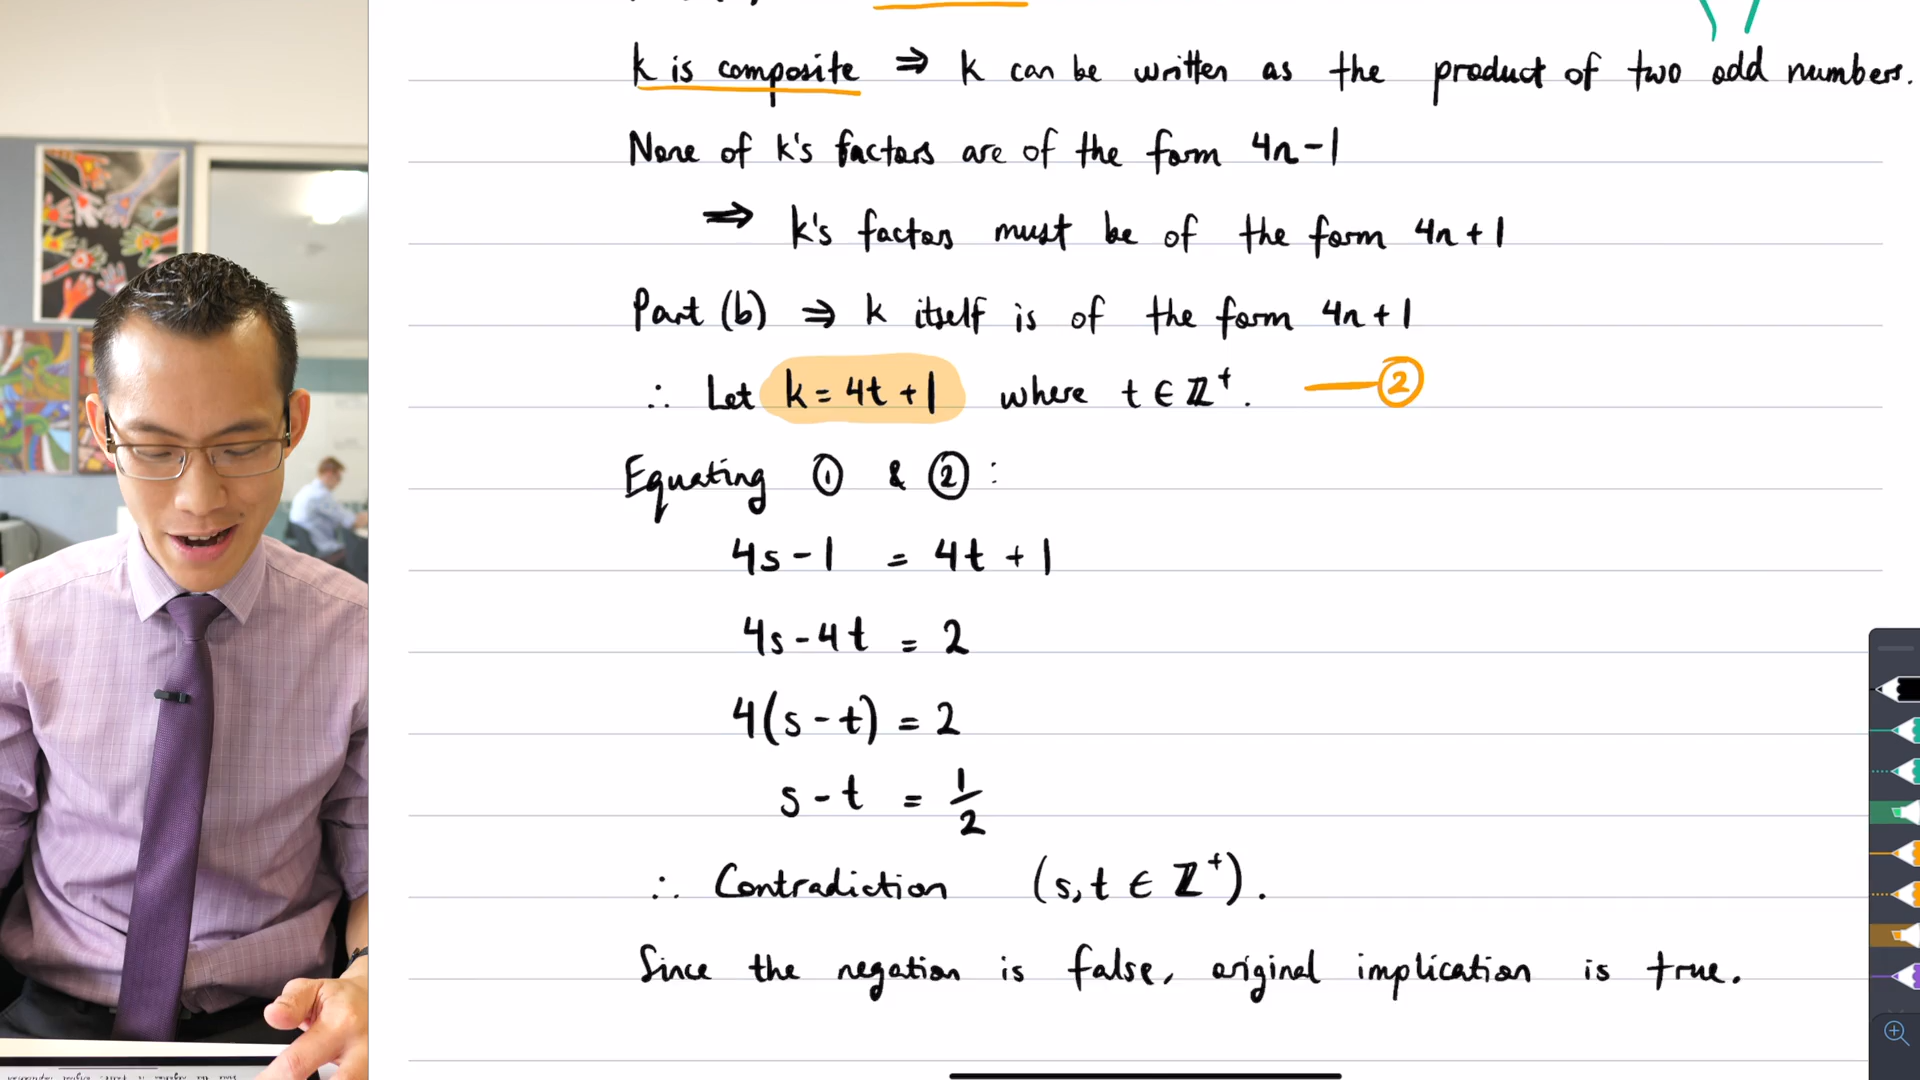 k is composite ⇒ k can be written as the product of two odd numbers.
None of k's factors are of the form 4n-1
⇒ k's factors must be of the form 4n+1
Part (b) ⇒ k itself is of the form 4n+1
∴ Let k=4t+1 where t ∈ ℤ⁺. ②
Equating ① & ②:
4s-1 = 4t+1
4s-4t = 2
4(s-t) = 2
s-t = 1/2
∴ Contradiction (s,t ∈ ℤ⁺).
Since the negation is false, original implication is true.